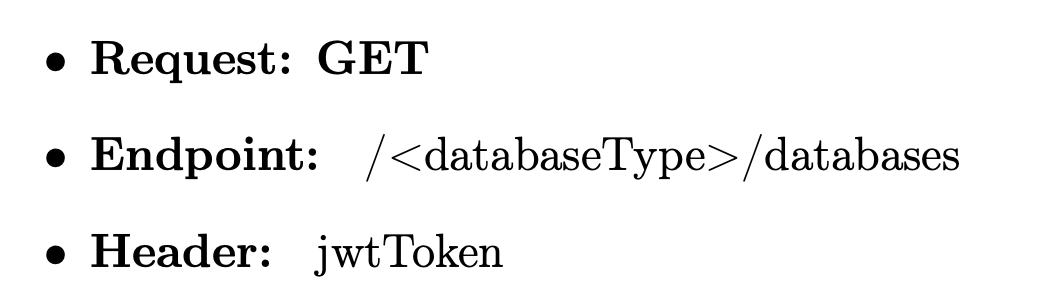 • Request: GET
• Endpoint: /<databaseType>/databases
• Header: jwtToken